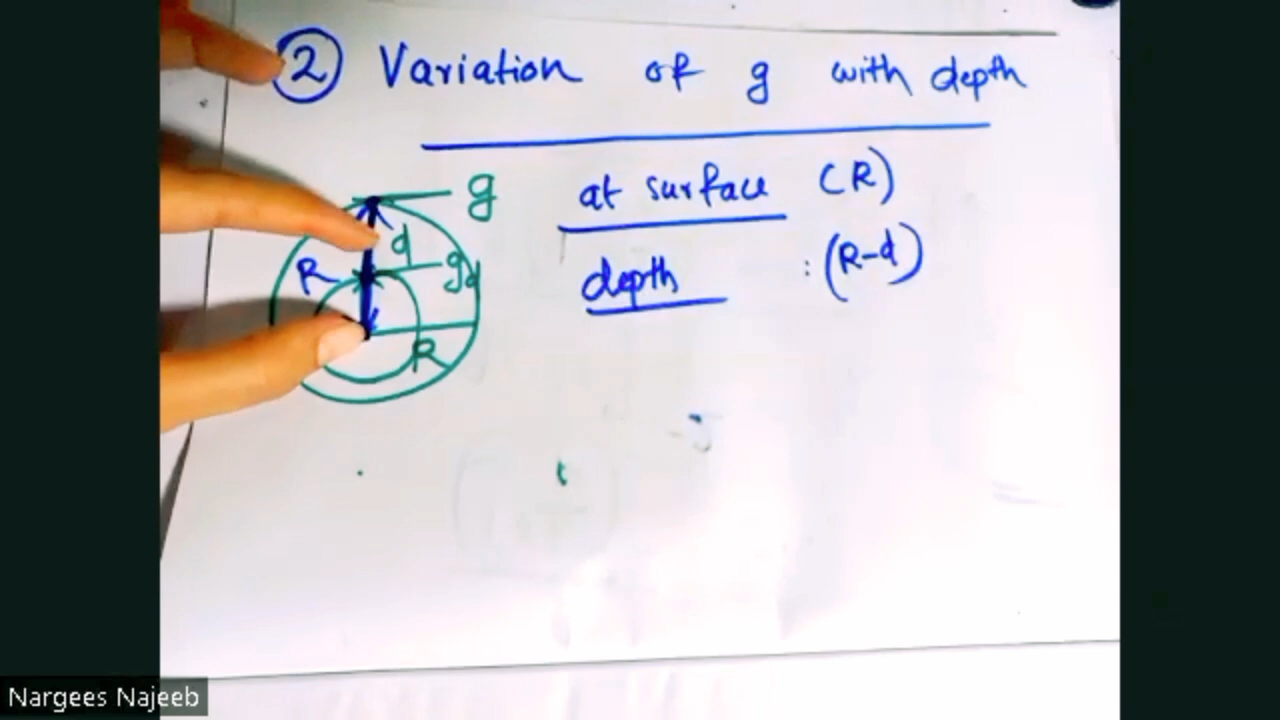 2 Variation of g with depth
g
at surface (R)
d
R
gd
depth : (R-d)
R
Nargees Najeeb